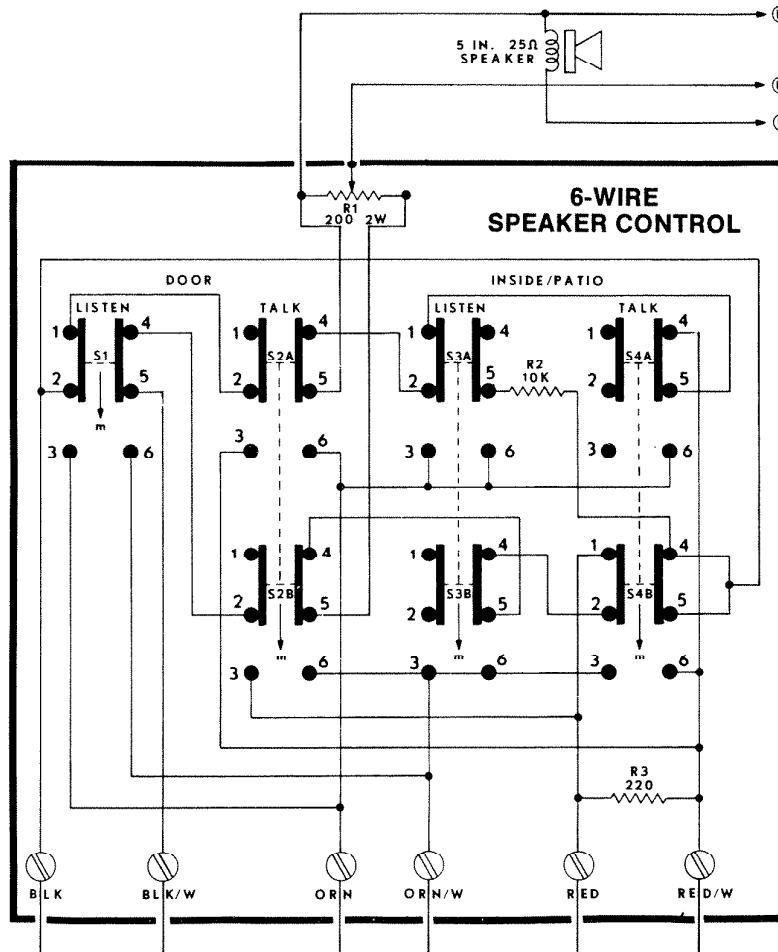 5 IN. 25Ω
SPEAKER
6-WIRE
SPEAKER CONTROL
R1
200 2W
DOOR
INSIDE/PATIO
LISTEN
TALK
LISTEN
TALK
1 4 1 4 1 4 1 4
S1 S2A S3A S4A
R2
10K
2 5 2 5 2 5 2 5
m
3 6 3 6 3 6 3 6
1 4 1 4 1 4
S2B S3B S4B
2 5 2 5 2 5
m m m
3 6 3 6 3 6
R3
220
BLK BLK/W ORN ORN/W RED RED/W